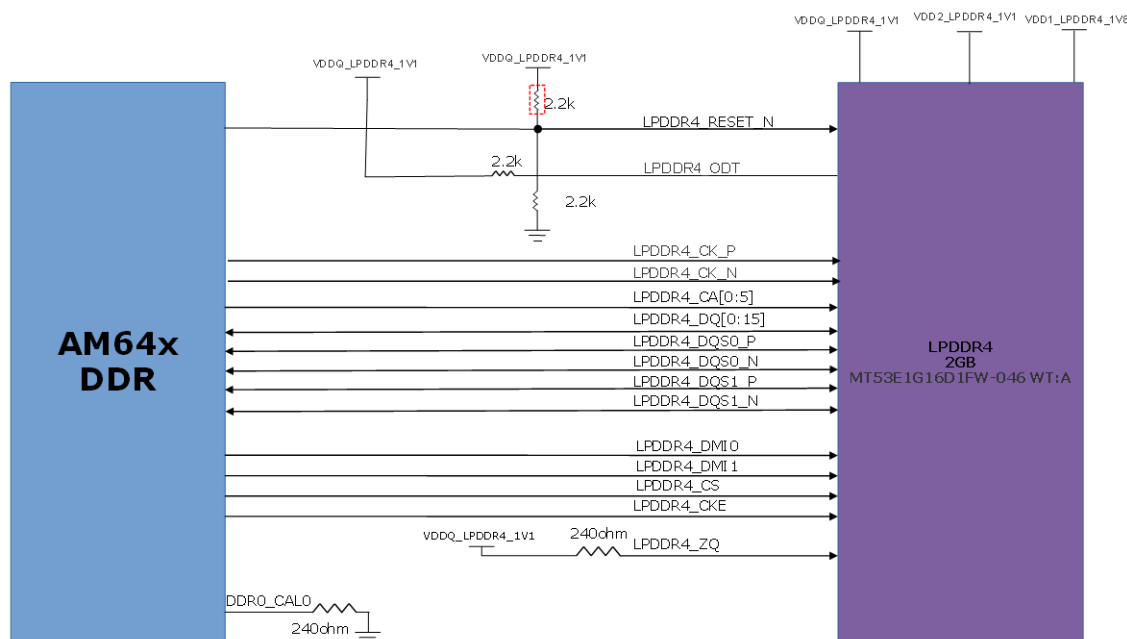 VDDQ_LPDDR4_1V1
VDD2_LPDDR4_1V1
VDD1_LPDDR4_1V8
VDDQ_LPDDR4_1V1
VDDQ_LPDDR4_1V1
2.2k
LPDDR4_RESET_N
2.2k
LPDDR4_ODT
2.2k
LPDDR4_CK_P
LPDDR4_CK_N
LPDDR4_CA[0:5]
LPDDR4_DQ[0:15]
LPDDR4_DQS0_P
LPDDR4_DQS0_N
LPDDR4_DQS1_P
LPDDR4_DQS1_N
AM64x
DDR
LPDDR4
2GB
MT53E1G16D1FW-046 WT:A
LPDDR4_DMI0
LPDDR4_DMI1
LPDDR4_CS
LPDDR4_CKE
VDDQ_LPDDR4_1V1
240ohm
LPDDR4_ZQ
DDR0_CAL0
240ohm